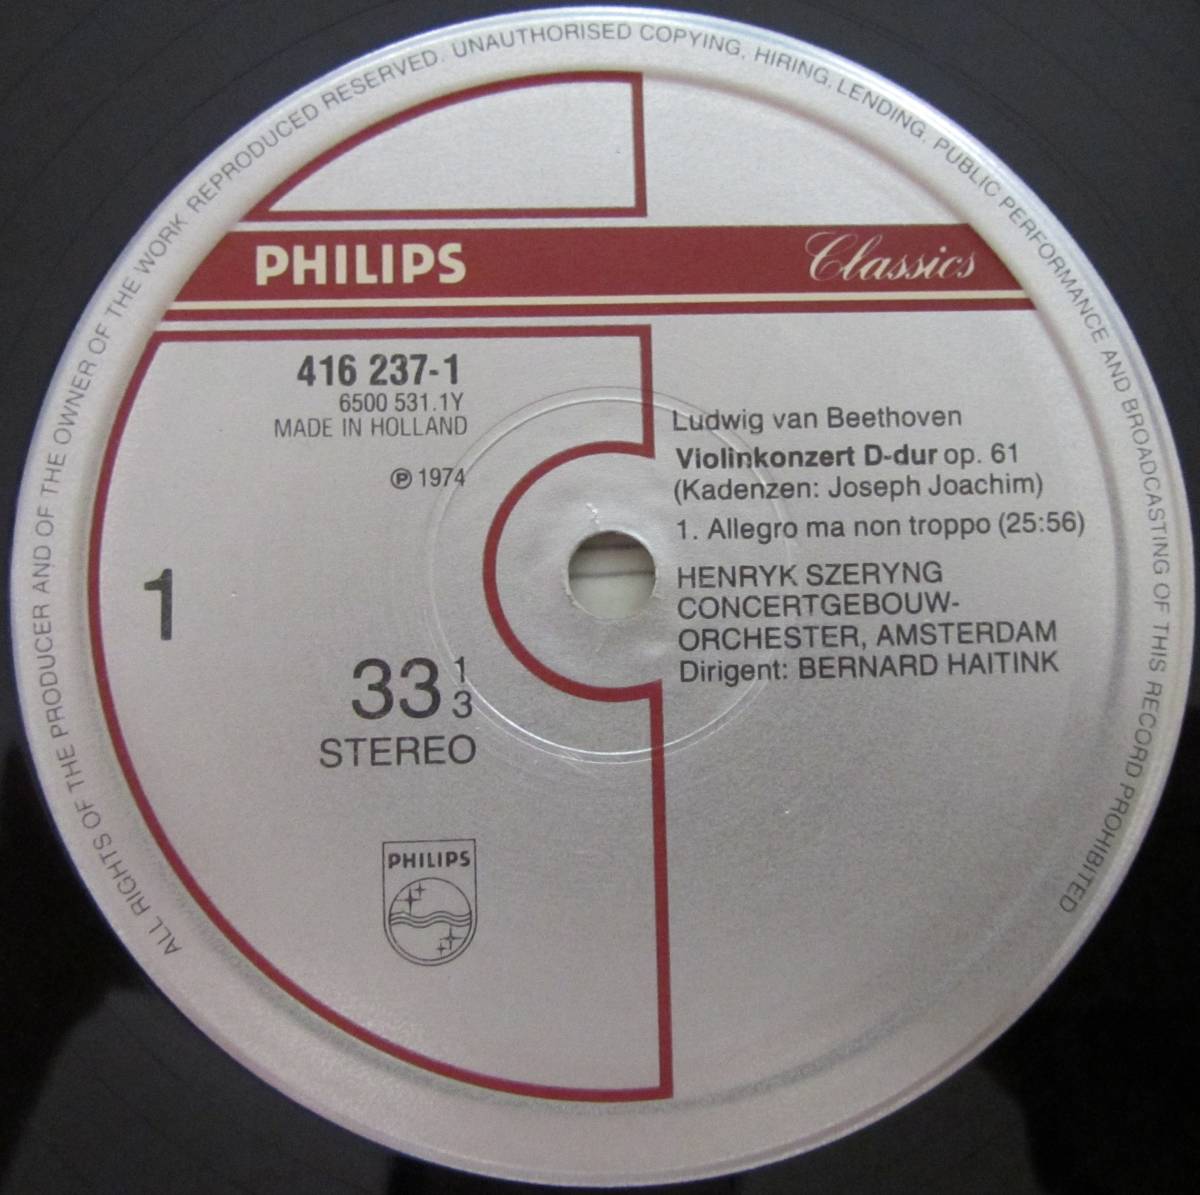 ALL RIGHTS OF THE PRODUCER AND OF THE OWNER OF THE WORK REPRODUCED RESERVED. UNAUTHORISED COPYING, HIRING, LENDING, PUBLIC PERFORMANCE AND BROADCASTING OF THIS RECORD PROHIBITED
PHILIPS Classics
416 237-1
6500 531.1Y
MADE IN HOLLAND
℗ 1974
1
33 1/3
STEREO
PHILIPS
Ludwig van Beethoven
Violinkonzert D-dur op. 61
(Kadenzen: Joseph Joachim)
1. Allegro ma non troppo (25:56)
HENRYK SZERYNG
CONCERTGEBOUW-
ORCHESTER, AMSTERDAM
Dirigent: BERNARD HAITINK